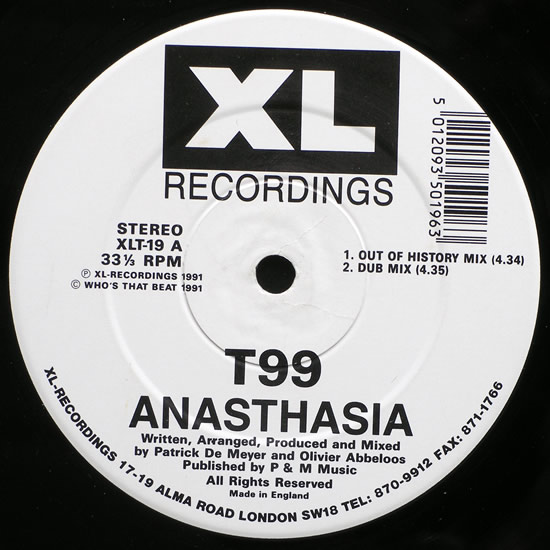 XL
RECORDINGS
5 012093 501963
STEREO
XLT-19 A
33⅓ RPM
Ⓟ XL-RECORDINGS 1991
© WHO'S THAT BEAT 1991
1. OUT OF HISTORY MIX (4.34)
2. DUB MIX (4.35)
T99
ANASTHASIA
Written, Arranged, Produced and Mixed
by Patrick De Meyer and Olivier Abbeloos
Published by P & M Music
All Rights Reserved
Made in England
XL-RECORDINGS 17-19 ALMA ROAD LONDON SW18 TEL: 870-9912 FAX: 871-1766